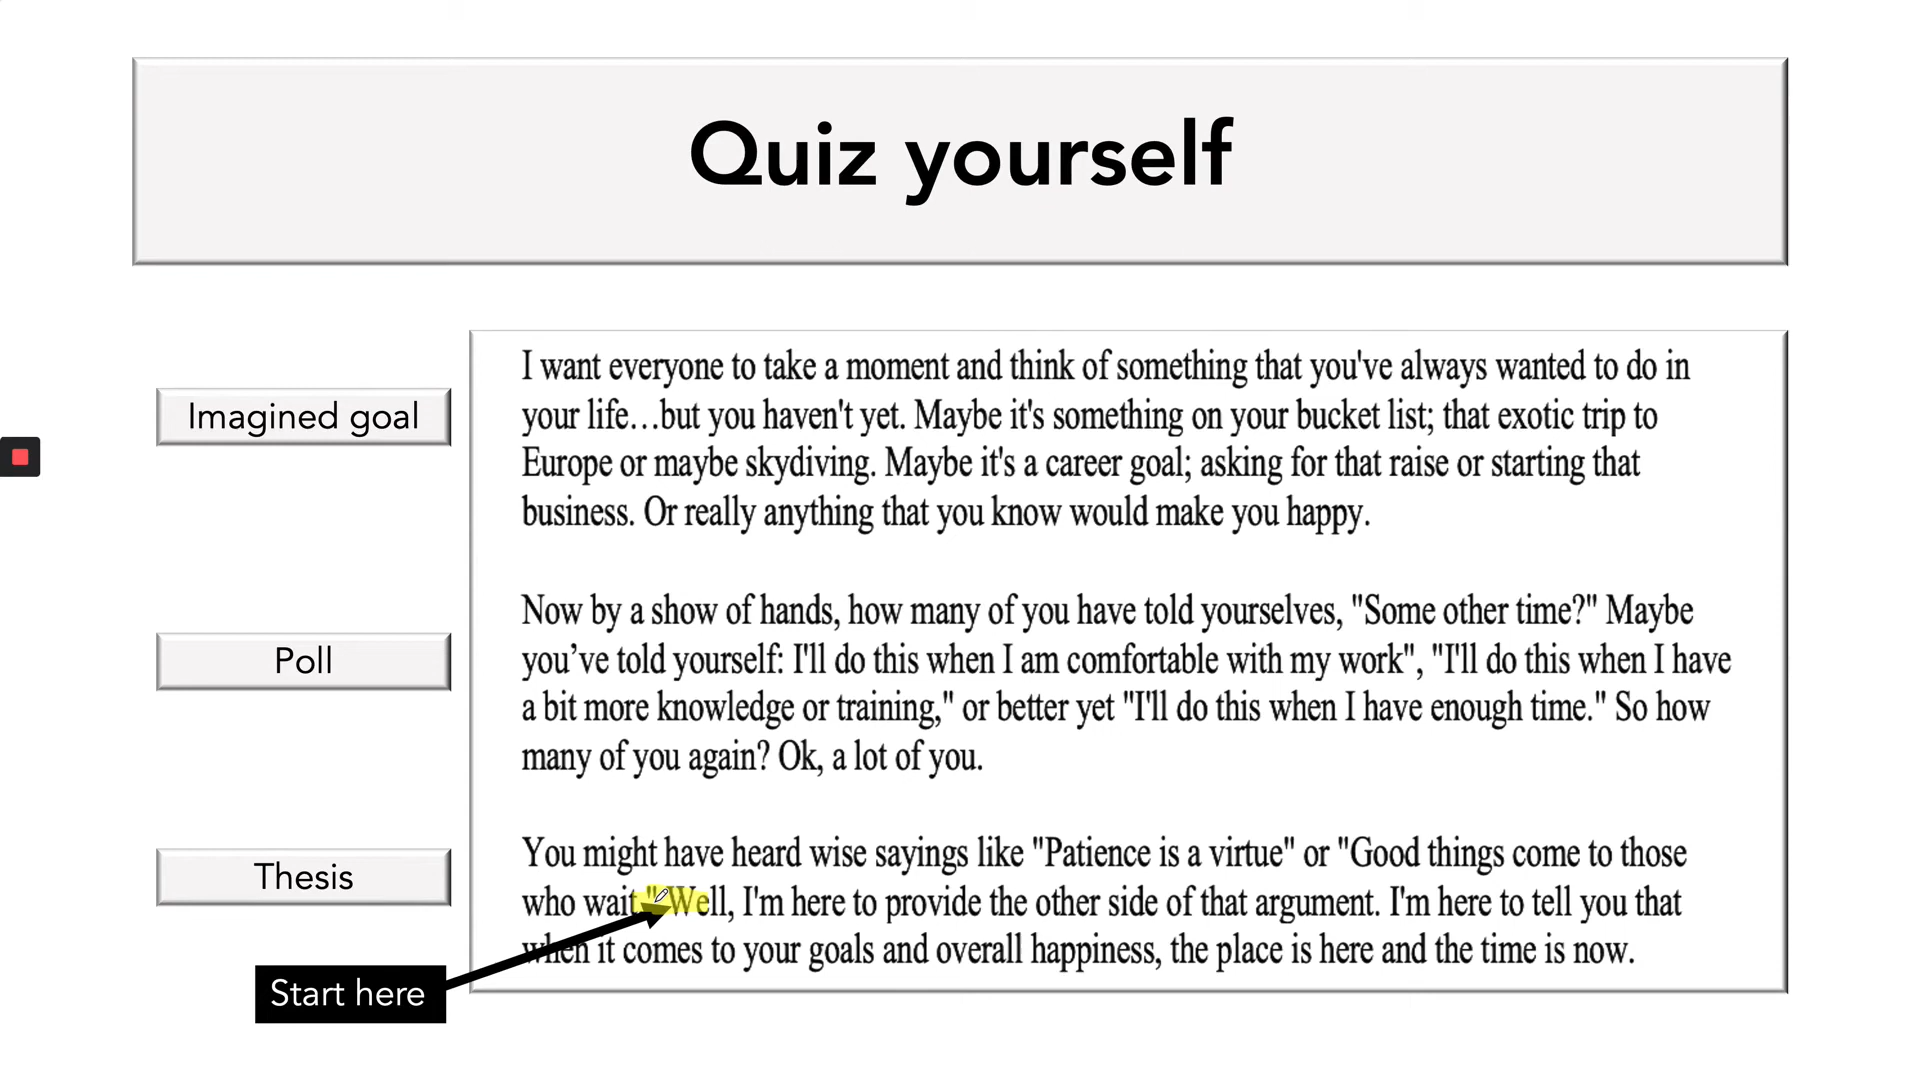 Quiz yourself
Imagined goal
I want everyone to take a moment and think of something that you've always wanted to do in
your life…but you haven't yet. Maybe it's something on your bucket list; that exotic trip to
Europe or maybe skydiving. Maybe it's a career goal; asking for that raise or starting that
business. Or really anything that you know would make you happy.
Poll
Now by a show of hands, how many of you have told yourselves, "Some other time?" Maybe
you’ve told yourself: I'll do this when I am comfortable with my work", "I'll do this when I have
a bit more knowledge or training," or better yet "I'll do this when I have enough time." So how
many of you again? Ok, a lot of you.
Thesis
You might have heard wise sayings like "Patience is a virtue" or "Good things come to those
who wait." Well, I'm here to provide the other side of that argument. I'm here to tell you that
when it comes to your goals and overall happiness, the place is here and the time is now.
Start here